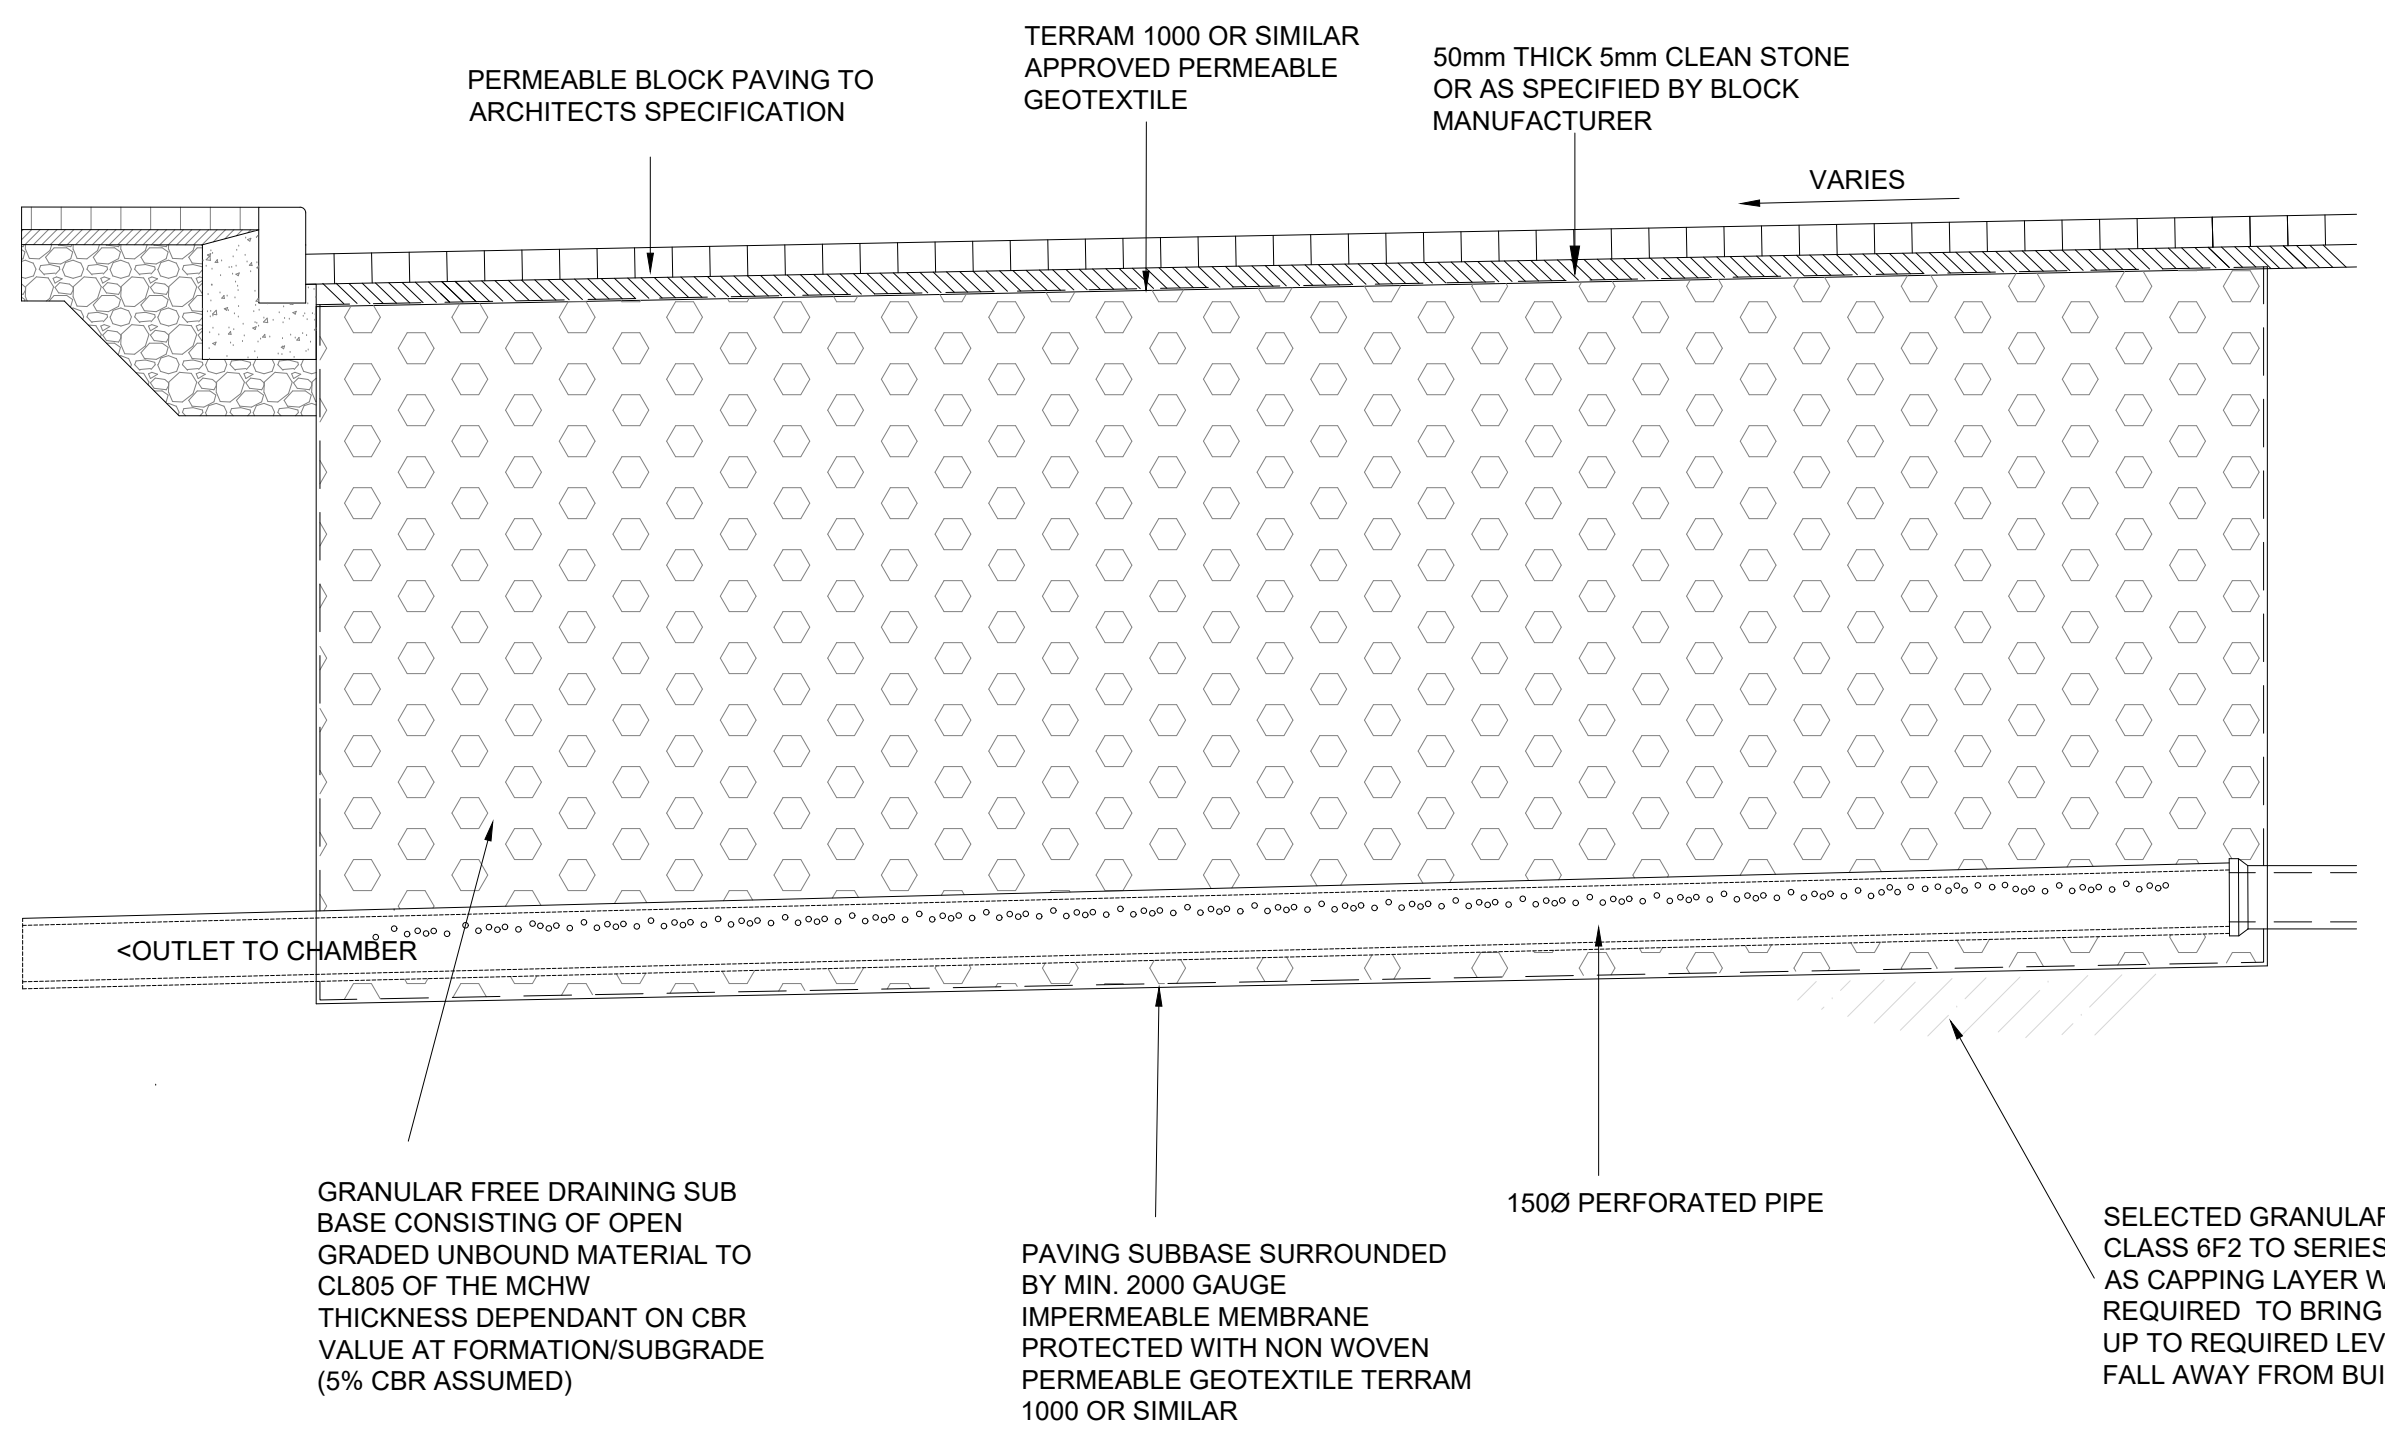 PERMEABLE BLOCK PAVING TO
ARCHITECTS SPECIFICATION
TERRAM 1000 OR SIMILAR
APPROVED PERMEABLE
GEOTEXTILE
50mm THICK 5mm CLEAN STONE
OR AS SPECIFIED BY BLOCK
MANUFACTURER
VARIES
<OUTLET TO CHAMBER
GRANULAR FREE DRAINING SUB
BASE CONSISTING OF OPEN
GRADED UNBOUND MATERIAL TO
CL805 OF THE MCHW
THICKNESS DEPENDANT ON CBR
VALUE AT FORMATION/SUBGRADE
(5% CBR ASSUMED)
PAVING SUBBASE SURROUNDED
BY MIN. 2000 GAUGE
IMPERMEABLE MEMBRANE
PROTECTED WITH NON WOVEN
PERMEABLE GEOTEXTILE TERRAM
1000 OR SIMILAR
150Ø PERFORATED PIPE
SELECTED GRANULAR
CLASS 6F2 TO SERIES
AS CAPPING LAYER
REQUIRED TO BRING
UP TO REQUIRED
FALL AWAY FROM